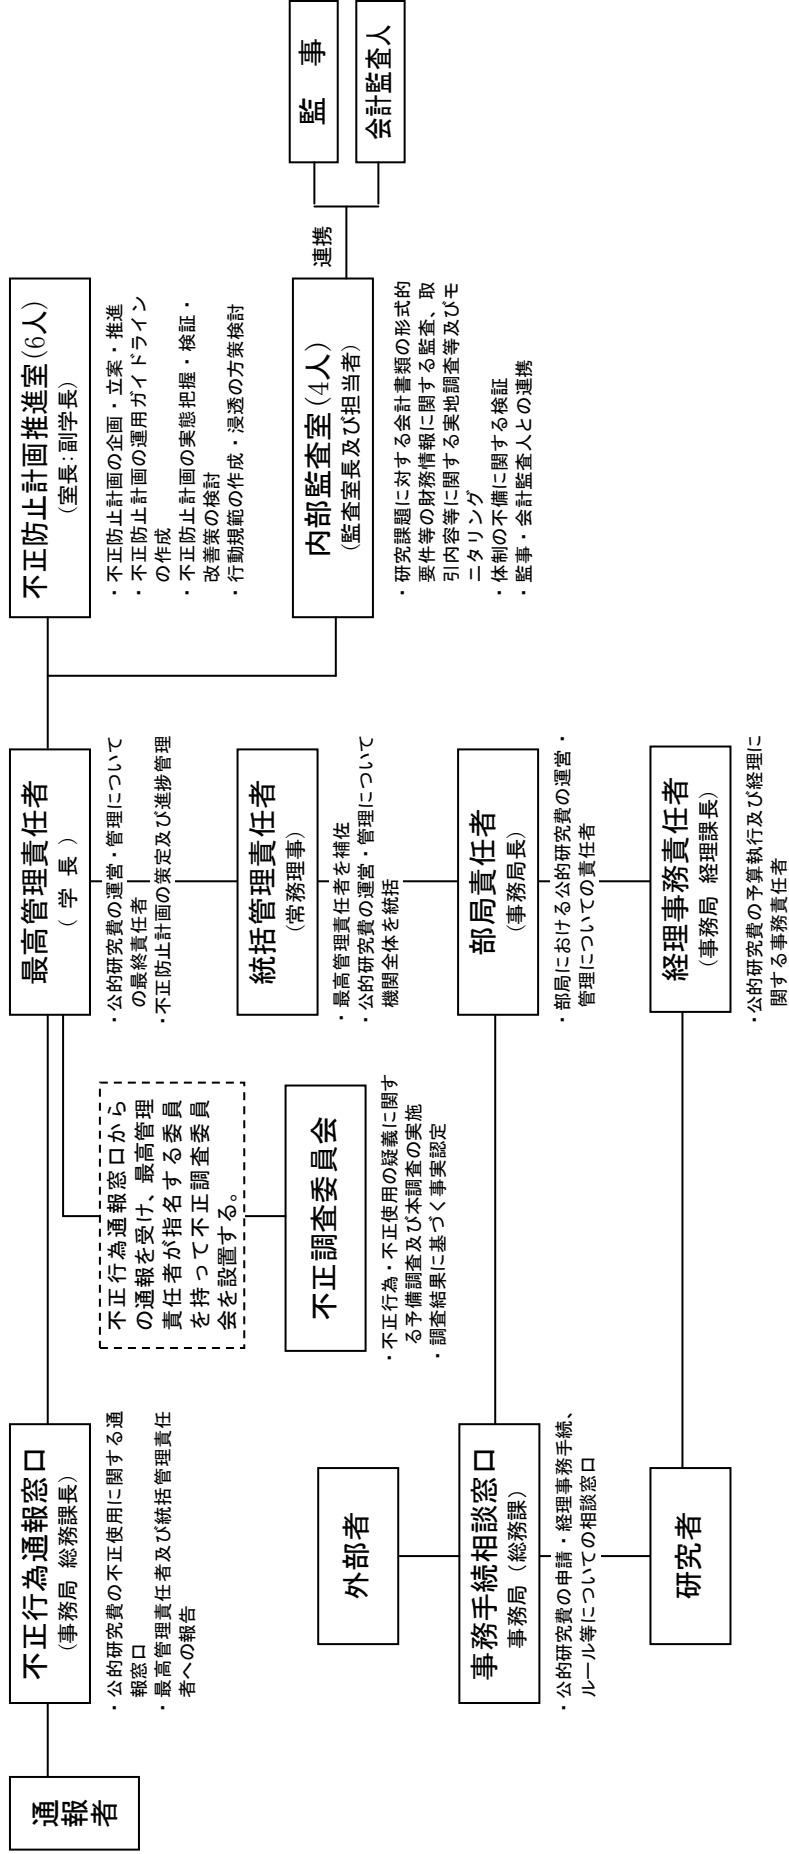 通報者
不正行為通報窓口
(事務局 総務課長)
・公的研究費の不正使用に関する通
報窓口
・最高管理責任者及び統括管理責任
者への報告
外部者
事務手続相談窓口
事務局（総務課）
・公的研究費の申請・経理事務手続、
ルール等についての相談窓口
研究者
不正行為通報窓口から
の通報を受け、最高管理
責任者が指名する委員
を持って不正調査委員
会を設置する。
不正調査委員会
・不正行為・不正使用の疑義に関す
る予備調査及び本調査の実施
・調査結果に基づく事実認定
最高管理責任者
(学長)
・公的研究費の運営・管理について
の最終責任者
・不正防止計画の策定及び進捗管理
統括管理責任者
(常務理事)
・最高管理責任者を補佐
・公的研究費の運営・管理について
機関全体を統括
部局責任者
(事務局長)
・部局における公的研究費の運営・
管理についての責任者
経理事務責任者
(事務局 経理課長)
・公的研究費の予算執行及び経理に
関する事務責任者
不正防止計画推進室(6人)
(室長:副学長)
・不正防止計画の企画・立案・推進
・不正防止計画の運用ガイドライン
の作成
・不正防止計画の実態把握・検証・
改善策の検討
・行動規範の作成・浸透の方策検討
内部監査室(4人)
(監査室長及び担当者)
・研究課題に対する会計書類の形式的
要件等の財務情報に関する監査、取
引内容等に関する実地調査等及びモ
ニタリング
・体制の不備に関する検証
・監事・会計監査人との連携
連携
監事
会計監査人